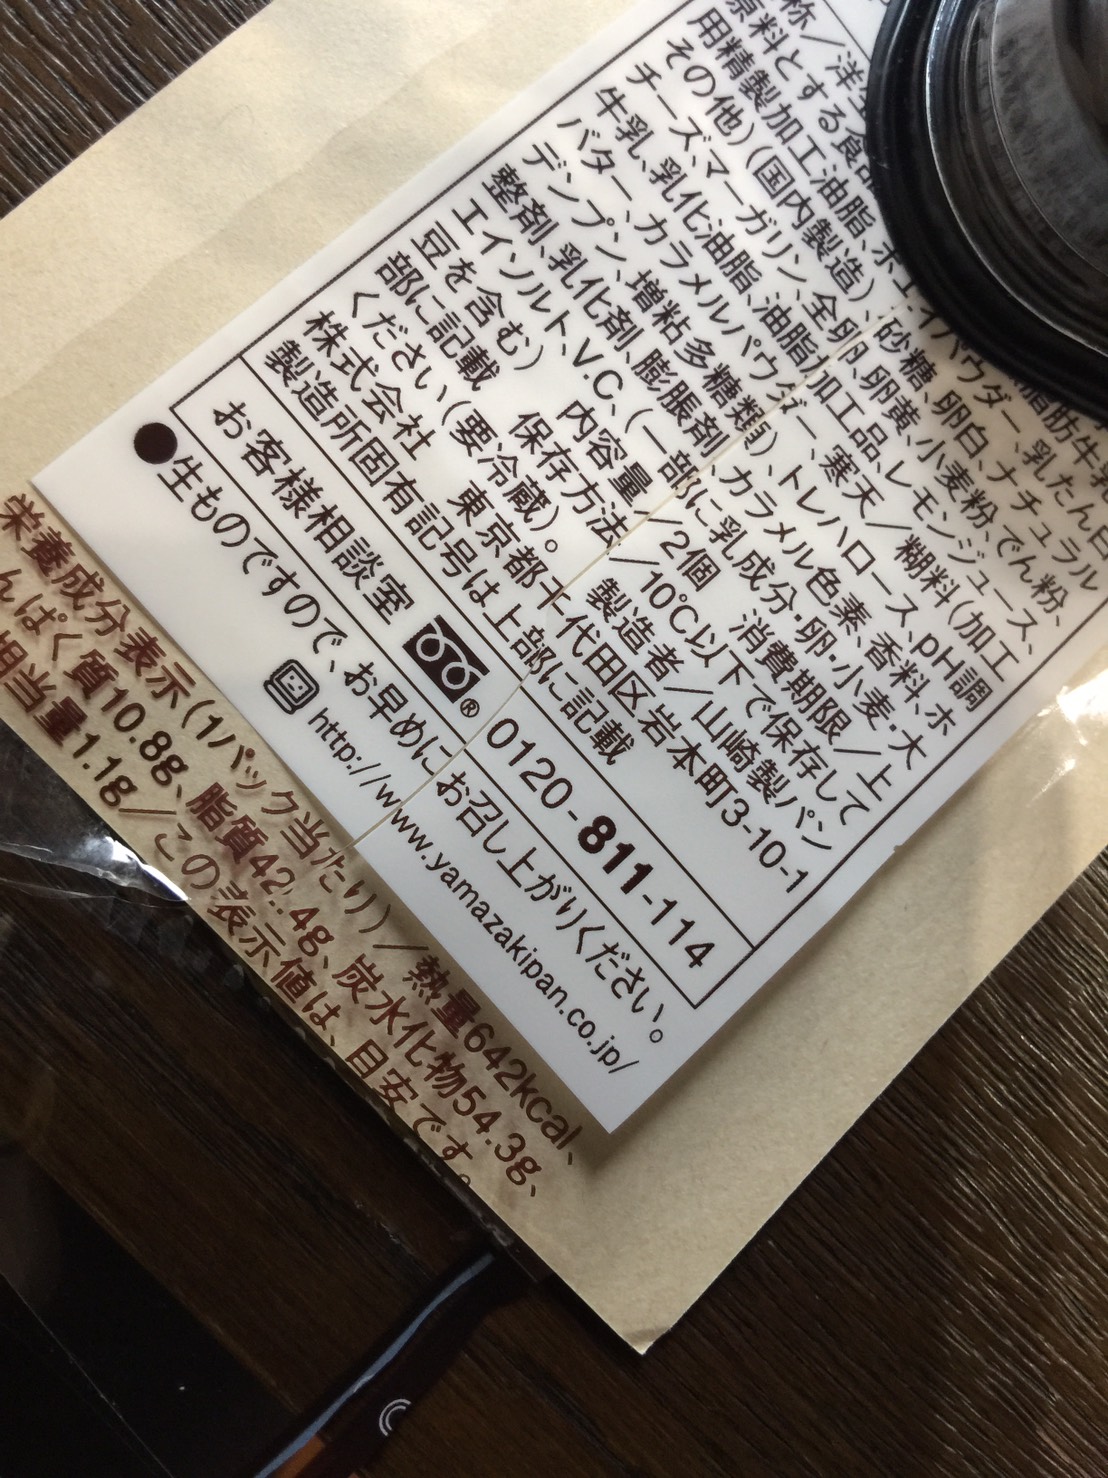 称/洋生
原料とする食品
用精製加工油脂、ホエイパウダー、乳たん白
その他)(国内製造)、砂糖、卵白、ナチュラル
チーズ、マーガリン、全卵、卵黄、小麦粉、でん粉、
牛乳、乳化油脂、油脂加工品、レモンジュース、
バター、カラメルパウダー、寒天/糊料(加工
デンプン、増粘多糖類)、トレハロース、pH調
整剤、乳化剤、膨脹剤、カラメル色素、香料、ホ
エイソルト、V.C、(一部に乳成分・卵・小麦・大
豆を含む) 内容量/2個 消費期限/上
部に記載 保存方法/10℃以下で保存して
ください(要冷蔵)。 製造者/山崎製パン
株式会社 東京都千代田区岩本町3-10-1
製造所固有記号は上部に記載
お客様相談室 0120-811-114
●生ものですので、お早めにお召し上がりください。
http://www.yamazakipan.co.jp/
栄養成分表示(1パック当たり)/熱量642kcal、
んぱく質10.8g、脂質42.4g、炭水化物54.3g、
相当量1.1g/この表示値は、目安です。